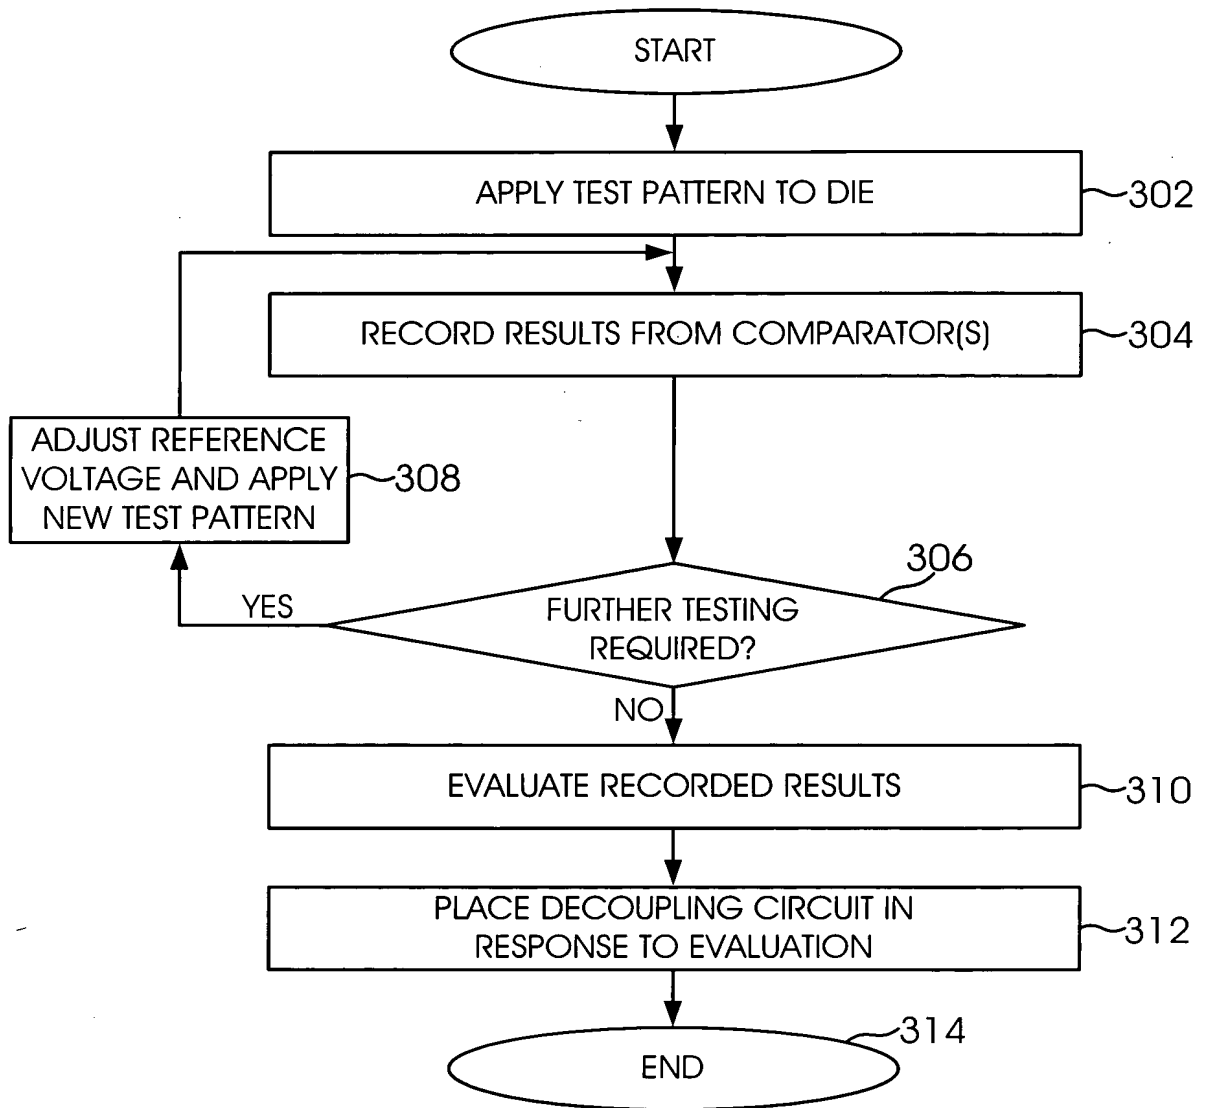 START
APPLY TEST PATTERN TO DIE
302
RECORD RESULTS FROM COMPARATOR(S)
304
ADJUST REFERENCE
VOLTAGE AND APPLY
NEW TEST PATTERN
308
306
YES
FURTHER TESTING
REQUIRED?
NO
EVALUATE RECORDED RESULTS
310
PLACE DECOUPLING CIRCUIT IN
RESPONSE TO EVALUATION
312
314
END